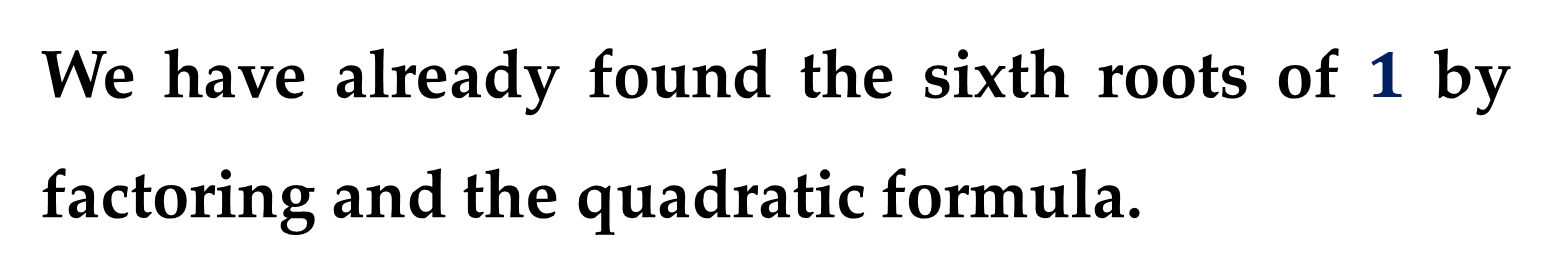 We have already found the sixth roots of 1 by
factoring and the quadratic formula.